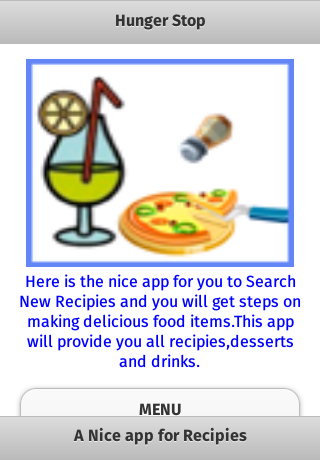 Hunger Stop
Here is the nice app for you to Search
New Recipies and you will get steps on
making delicious food items.This app
will provide you all recipies,desserts
and drinks.
MENU
A Nice app for Recipies